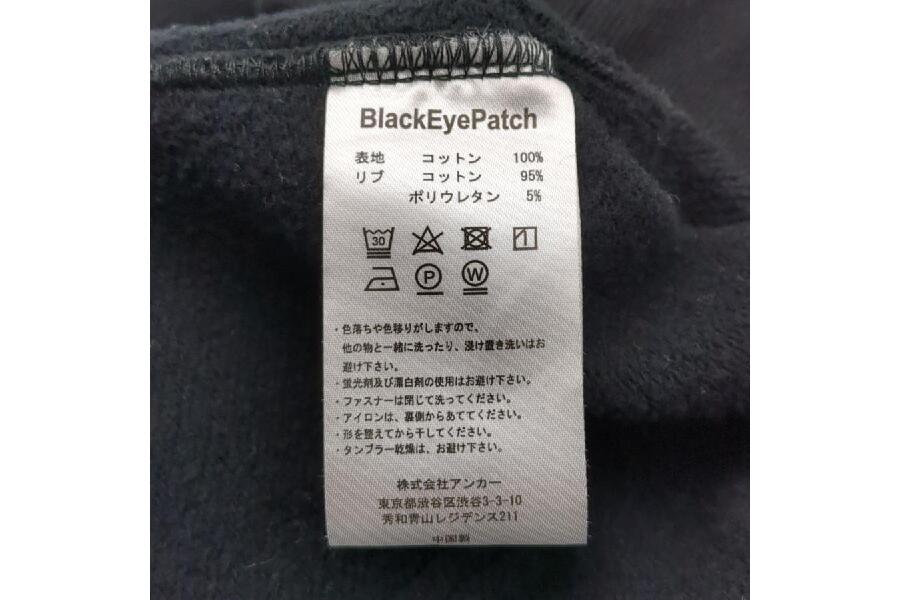 BlackEyePatch
表地 コットン 100%
リブ コットン 95%
ポリウレタン 5%
30
P W
・色落ちや色移りがしますので、
他の物と一緒に洗ったり、浸け置き洗いはお
避け下さい。
・蛍光剤及び漂白剤の使用はお避け下さい。
・ファスナーは閉じて洗ってください。
・アイロンは、裏側からあててください。
・形を整えてから干してください。
・タンブラー乾燥は、お避け下さい。
株式会社アンカー
東京都渋谷区渋谷3-3-10
秀和青山レジデンス211
中国製